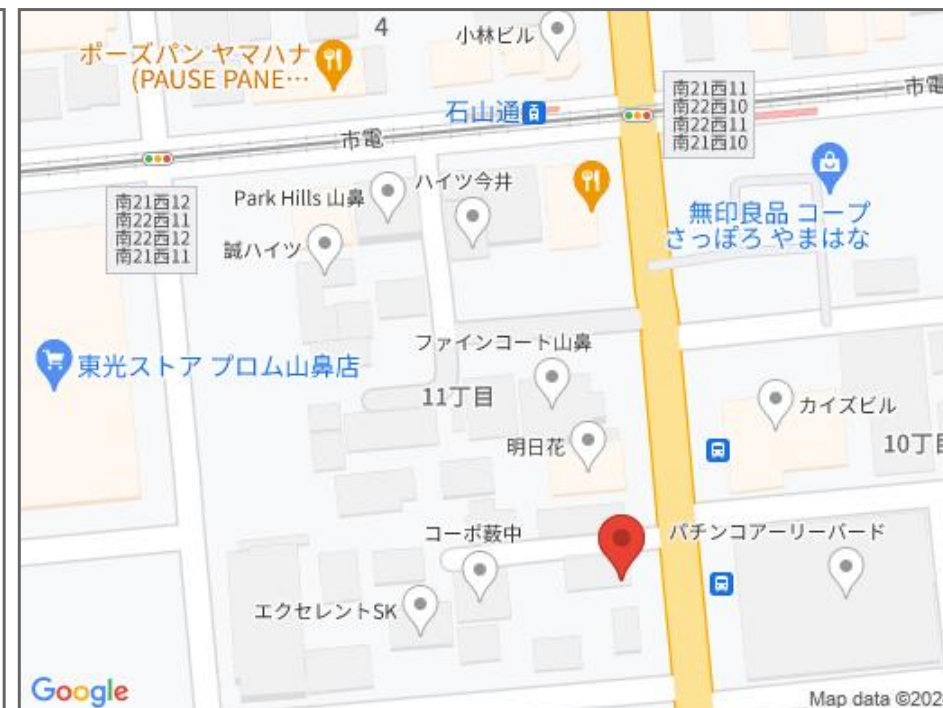 4
小林ビル
ポーズパン ヤマハナ
(PAUSE PANE…
石山通
南21西11
南22西10
南22西11
南21西10
市電
市電
南21西12
南22西11
南22西12
南21西11
Park Hills 山鼻
ハイツ今井
無印良品 コープ
さっぽろ やまはな
誠ハイツ
ファインコート山鼻
東光ストア プロム山鼻店
11丁目
カイズビル
明日花
10丁目
コーポ薮中
パチンコアーリーバード
エクセレントSK
Google
Map data ©202